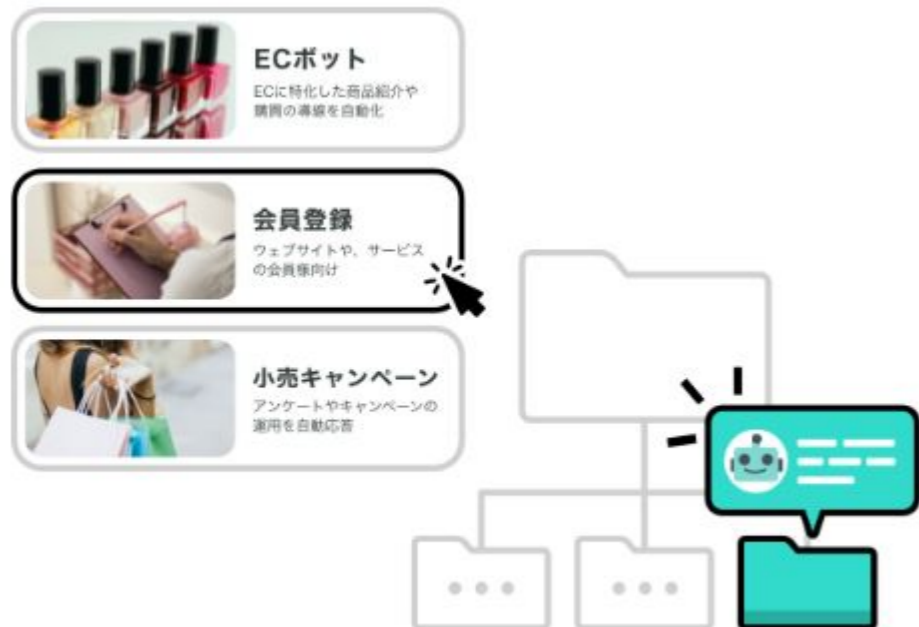 ECボット
ECに特化した商品紹介や
購買の導線を自動化
会員登録
ウェブサイトや、サービス
の会員様向け
小売キャンペーン
アンケートやキャンペーンの
運用を自動応答